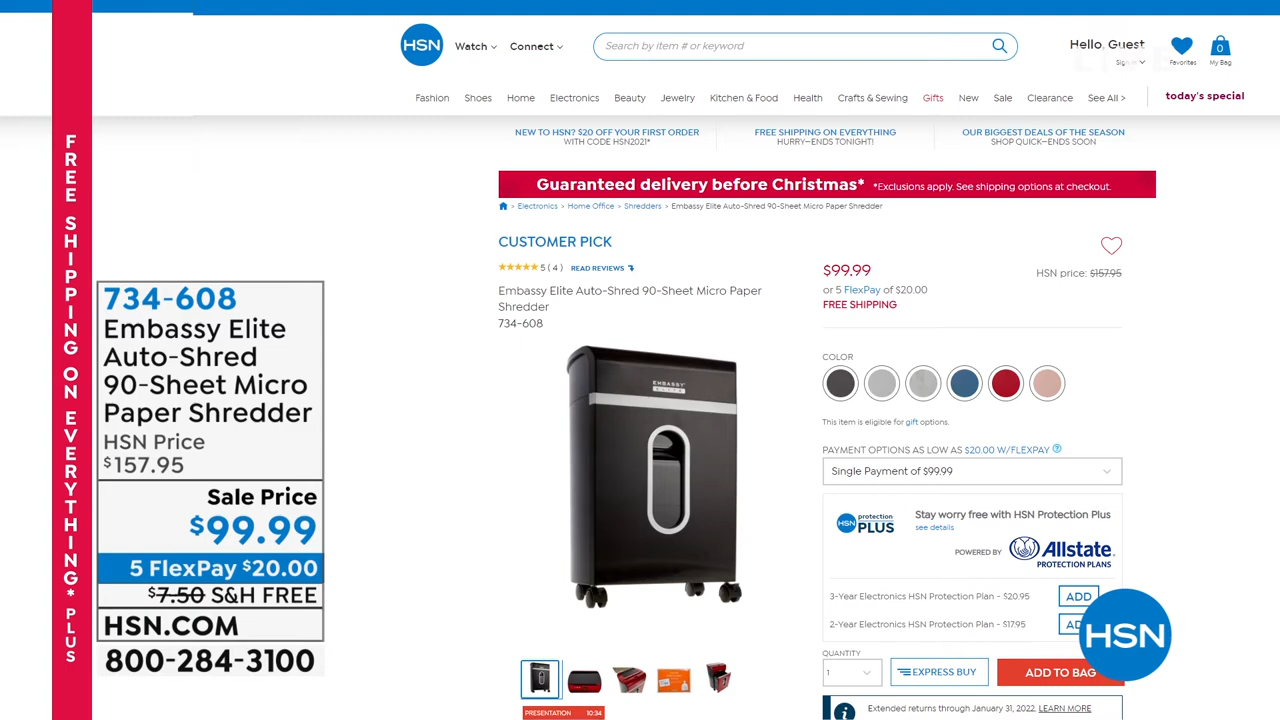 FREE SHIPPING ON EVERYTHING* PLUS
734-608
Embassy Elite
Auto-Shred
90-Sheet Micro
Paper Shredder
HSN Price
$157.95
Sale Price
$99.99
5 FlexPay $20.00
$7.50 S&H FREE
HSN.COM
800-284-3100
HSN
Watch
Connect
Search by item # or keyword
Hello, Guest
Sign In
Favorites
0
My Bag
Fashion Shoes Home Electronics Beauty Jewelry Kitchen & Food Health Crafts & Sewing Gifts New Sale Clearance See All > today's special
NEW TO HSN? $20 OFF YOUR FIRST ORDER
WITH CODE HSN2021*
FREE SHIPPING ON EVERYTHING
HURRY—ENDS TONIGHT!
OUR BIGGEST DEALS OF THE SEASON
SHOP QUICK—ENDS SOON
Guaranteed delivery before Christmas* *Exclusions apply. See shipping options at checkout.
> Electronics > Home Office > Shredders > Embassy Elite Auto-Shred 90-Sheet Micro Paper Shredder
CUSTOMER PICK
5 ( 4 ) READ REVIEWS
Embassy Elite Auto-Shred 90-Sheet Micro Paper
Shredder
734-608
EMBASSY
ELITE
PRESENTATION 10:34
$99.99
HSN price: $157.95
or 5 FlexPay of $20.00
FREE SHIPPING
COLOR
This item is eligible for gift options.
PAYMENT OPTIONS AS LOW AS $20.00 W/FLEXPAY
Single Payment of $99.99
HSN protection PLUS
Stay worry free with HSN Protection Plus
see details
POWERED BY Allstate.
PROTECTION PLANS
3-Year Electronics HSN Protection Plan - $20.95 ADD
2-Year Electronics HSN Protection Plan - $17.95
HSN
QUANTITY
1
EXPRESS BUY
ADD TO BAG
Extended returns through January 31, 2022. LEARN MORE